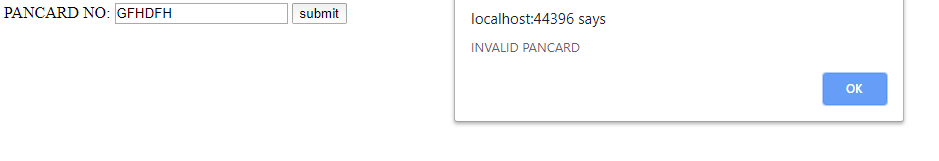 PANCARD NO: GFHDFH submit
localhost:44396 says
INVALID PANCARD
OK